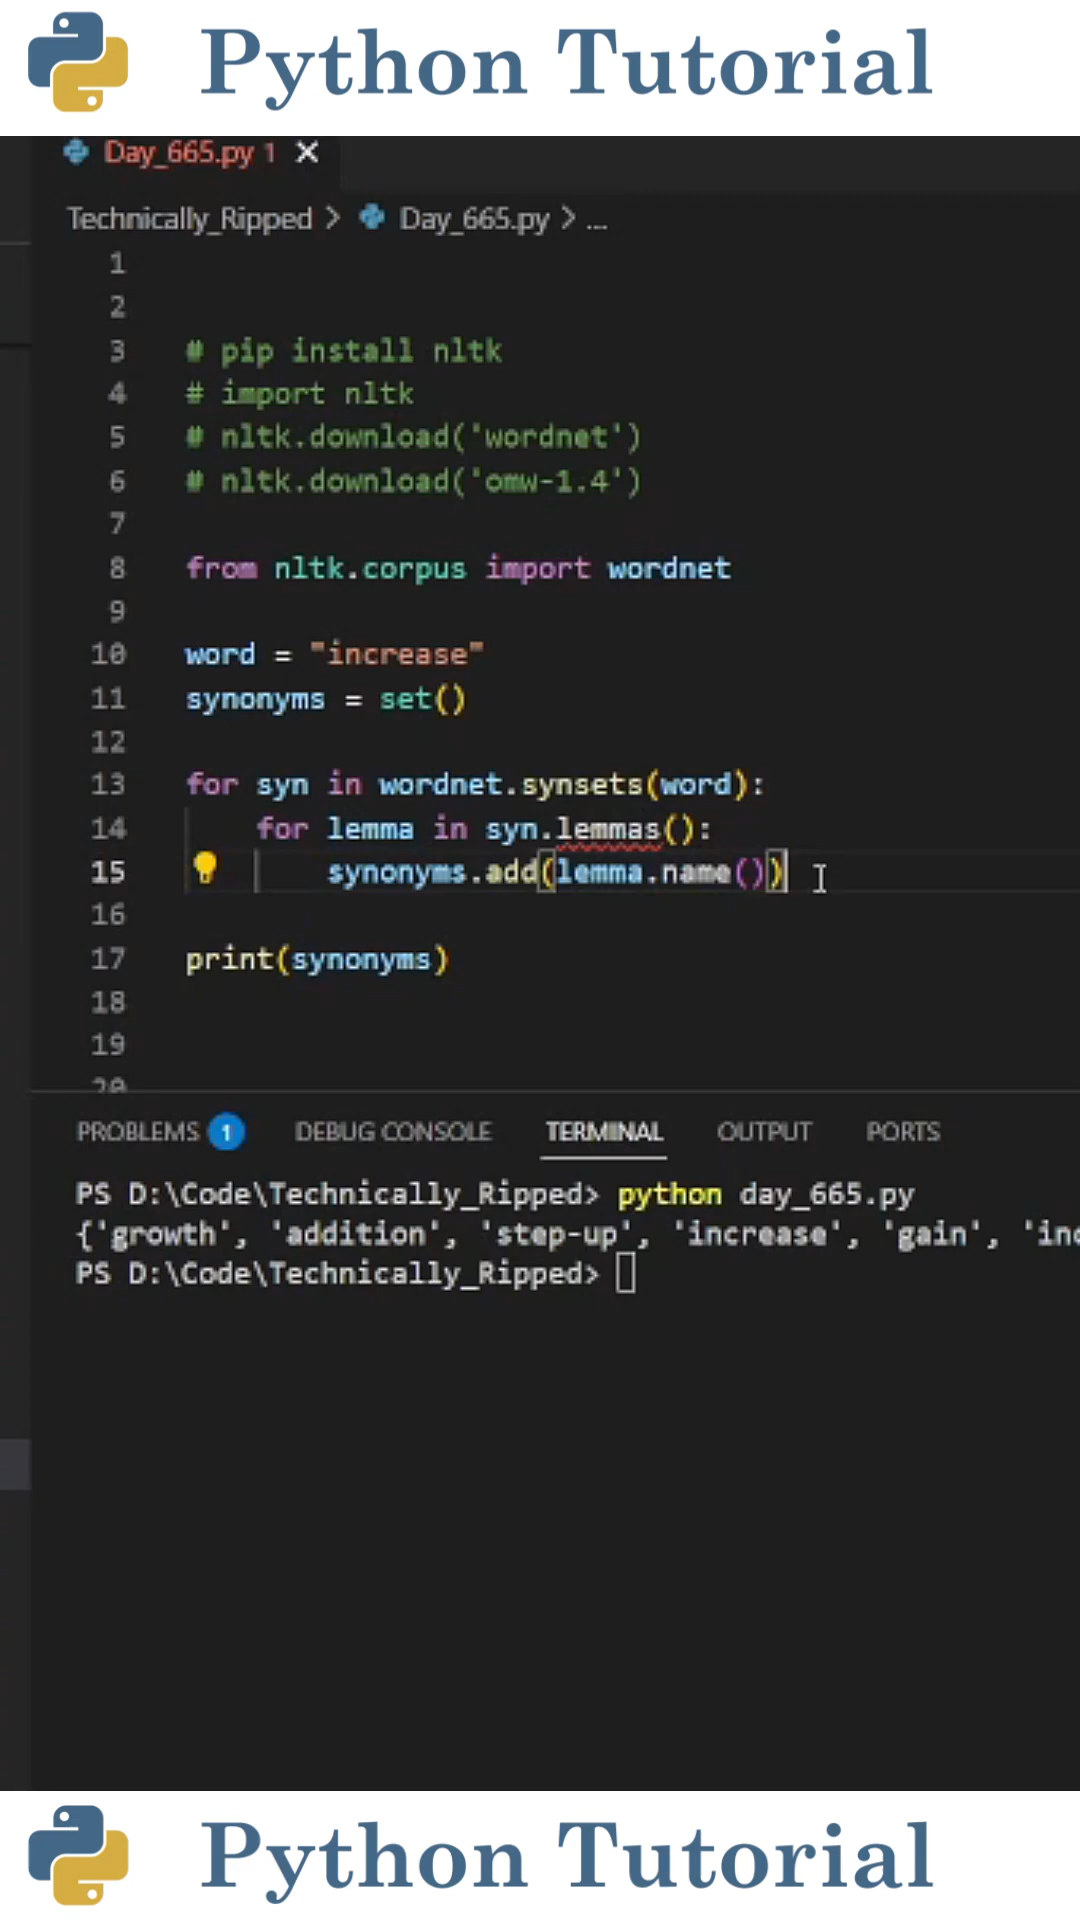 Python Tutorial
Day_665.py 1
Technically_Ripped > Day_665.py > ...
1
2
3 # pip install nltk
4 # import nltk
5 # nltk.download('wordnet')
6 # nltk.download('omw-1.4')
7
8 from nltk.corpus import wordnet
9
10 word = "increase"
11 synonyms = set()
12
13 for syn in wordnet.synsets(word):
14 for lemma in syn.lemmas():
15 synonyms.add(lemma.name())
16
17 print(synonyms)
18
19
20
PROBLEMS 1 DEBUG CONSOLE TERMINAL OUTPUT PORTS
PS D:\Code\Technically_Ripped> python day_665.py
{'growth', 'addition', 'step-up', 'increase', 'gain',
PS D:\Code\Technically_Ripped>
Python Tutorial